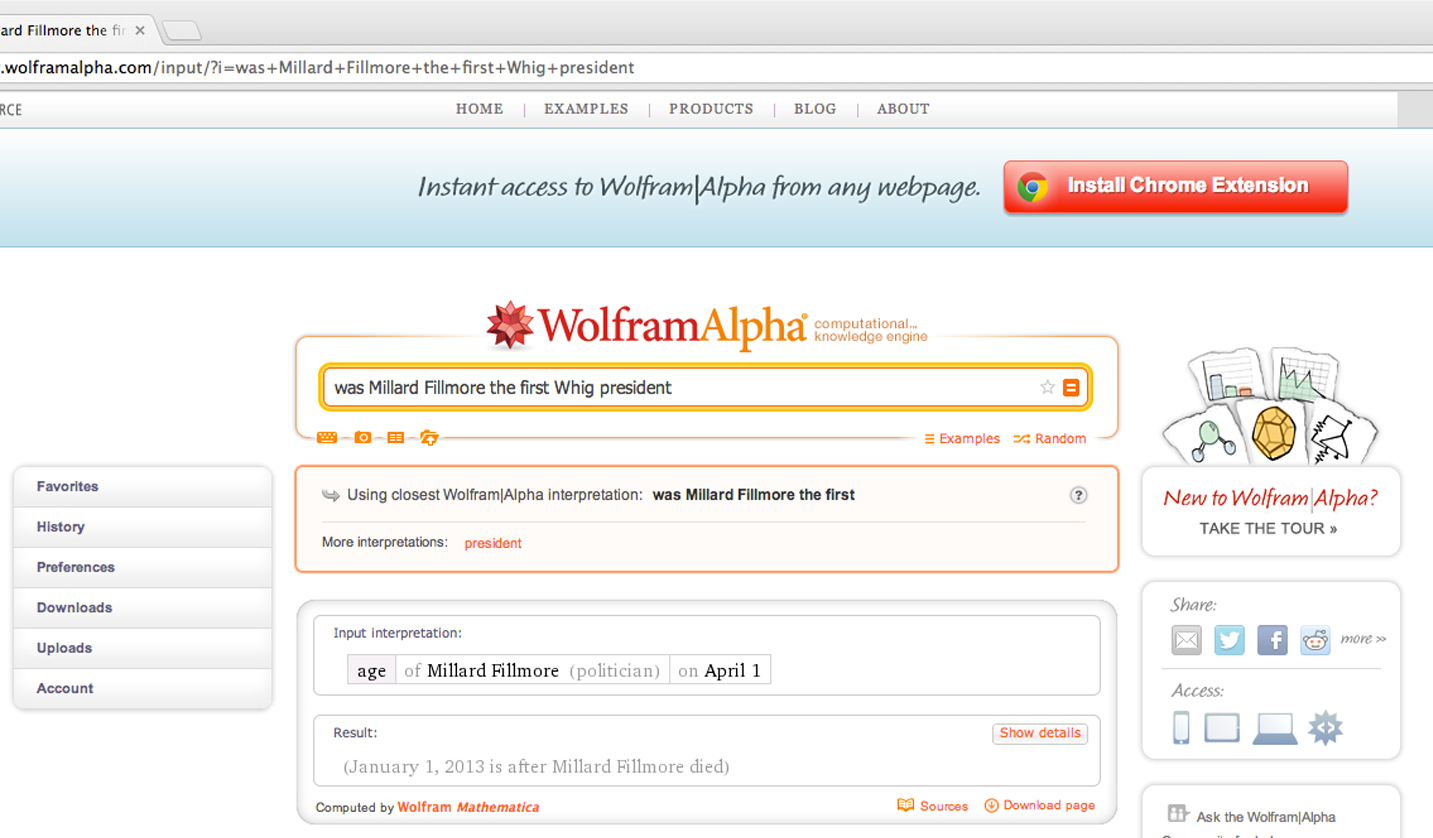 ard Fillmore the fir
.wolframalpha.com/input/?i=was+Millard+Fillmore+the+first+Whig+president
RCE
HOME | EXAMPLES | PRODUCTS | BLOG | ABOUT
Instant access to Wolfram|Alpha from any webpage.
Install Chrome Extension
WolframAlpha® computational...
knowledge engine
was Millard Fillmore the first Whig president
Examples Random
Favorites
History
Preferences
Downloads
Uploads
Account
Using closest Wolfram|Alpha interpretation: was Millard Fillmore the first ?
More interpretations: president
Input interpretation:
age of Millard Fillmore (politician) on April 1
Result:
Show details
(January 1, 2013 is after Millard Fillmore died)
Computed by Wolfram Mathematica
Sources Download page
New to Wolfram|Alpha?
TAKE THE TOUR »
Share:
more »
Access:
Ask the Wolfram|Alpha